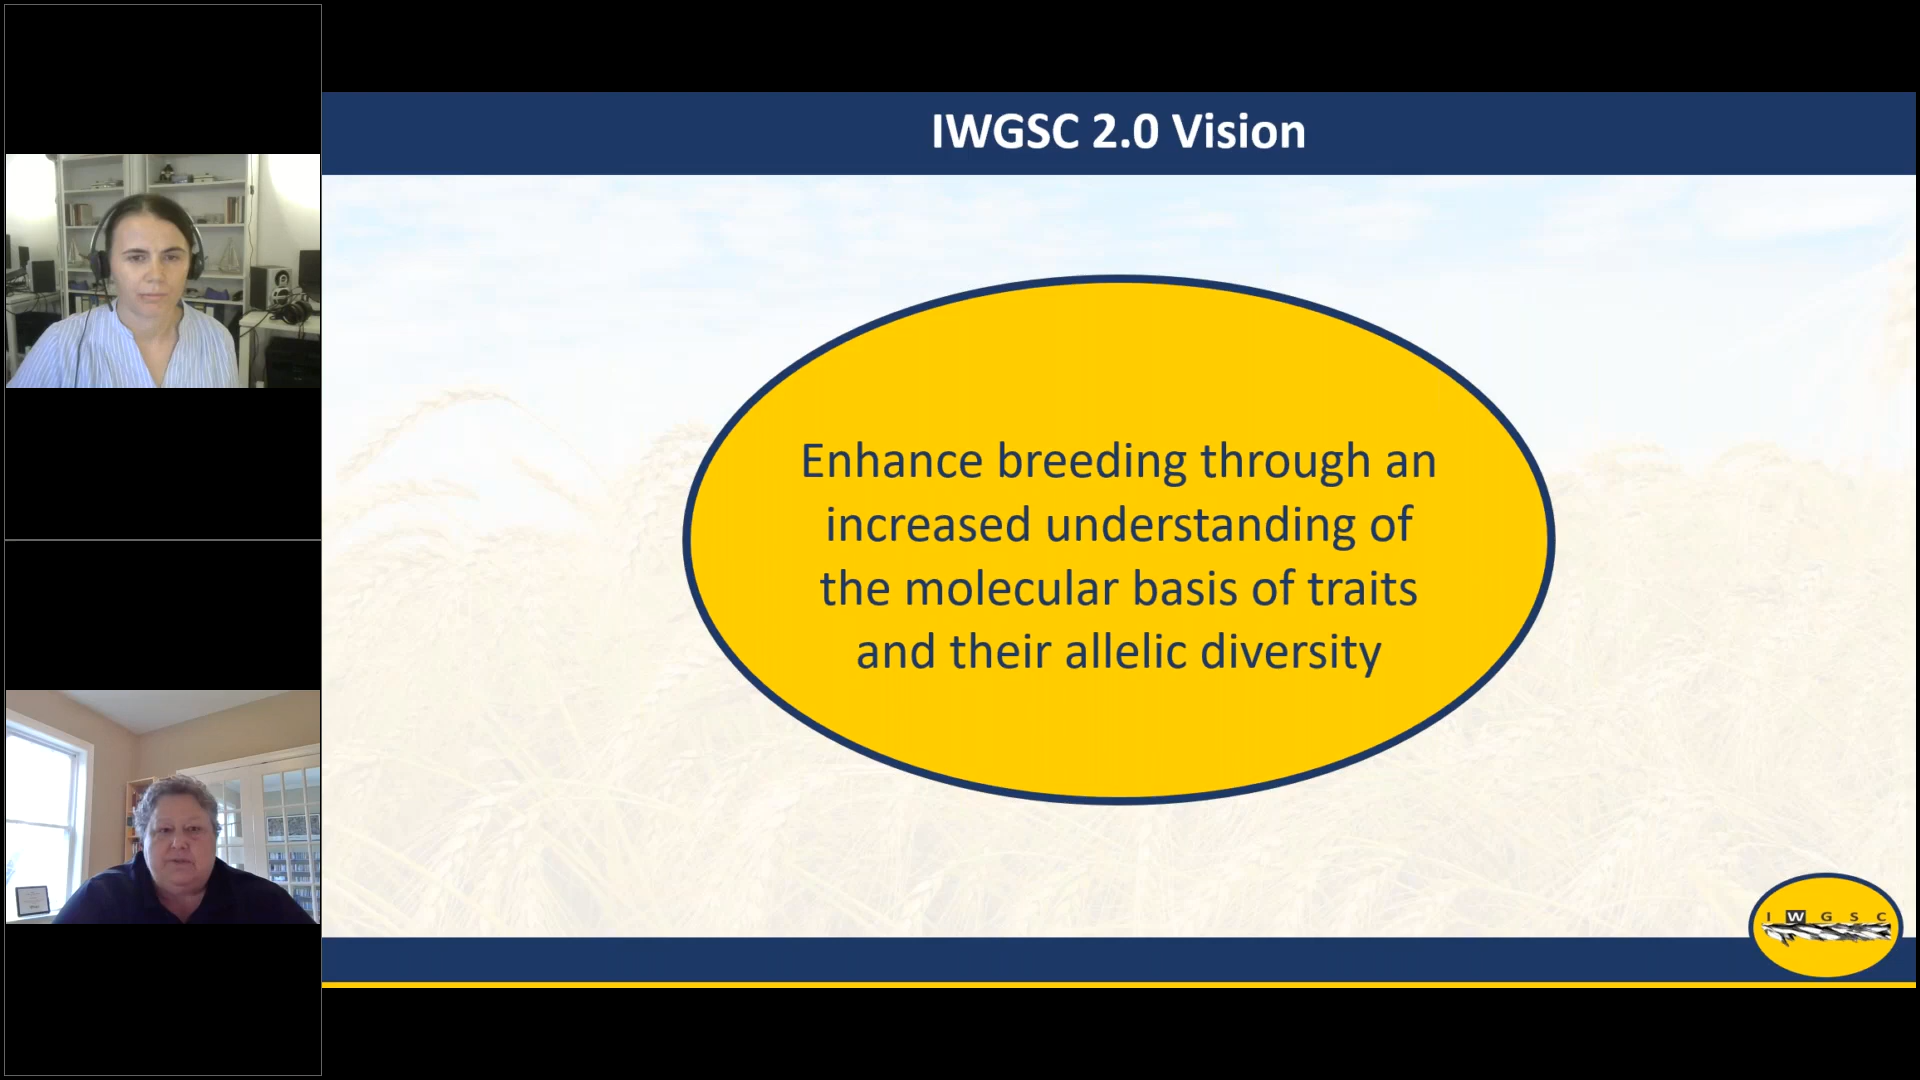 IWGSC 2.0 Vision
Enhance breeding through an
increased understanding of
the molecular basis of traits
and their allelic diversity
I W G S C